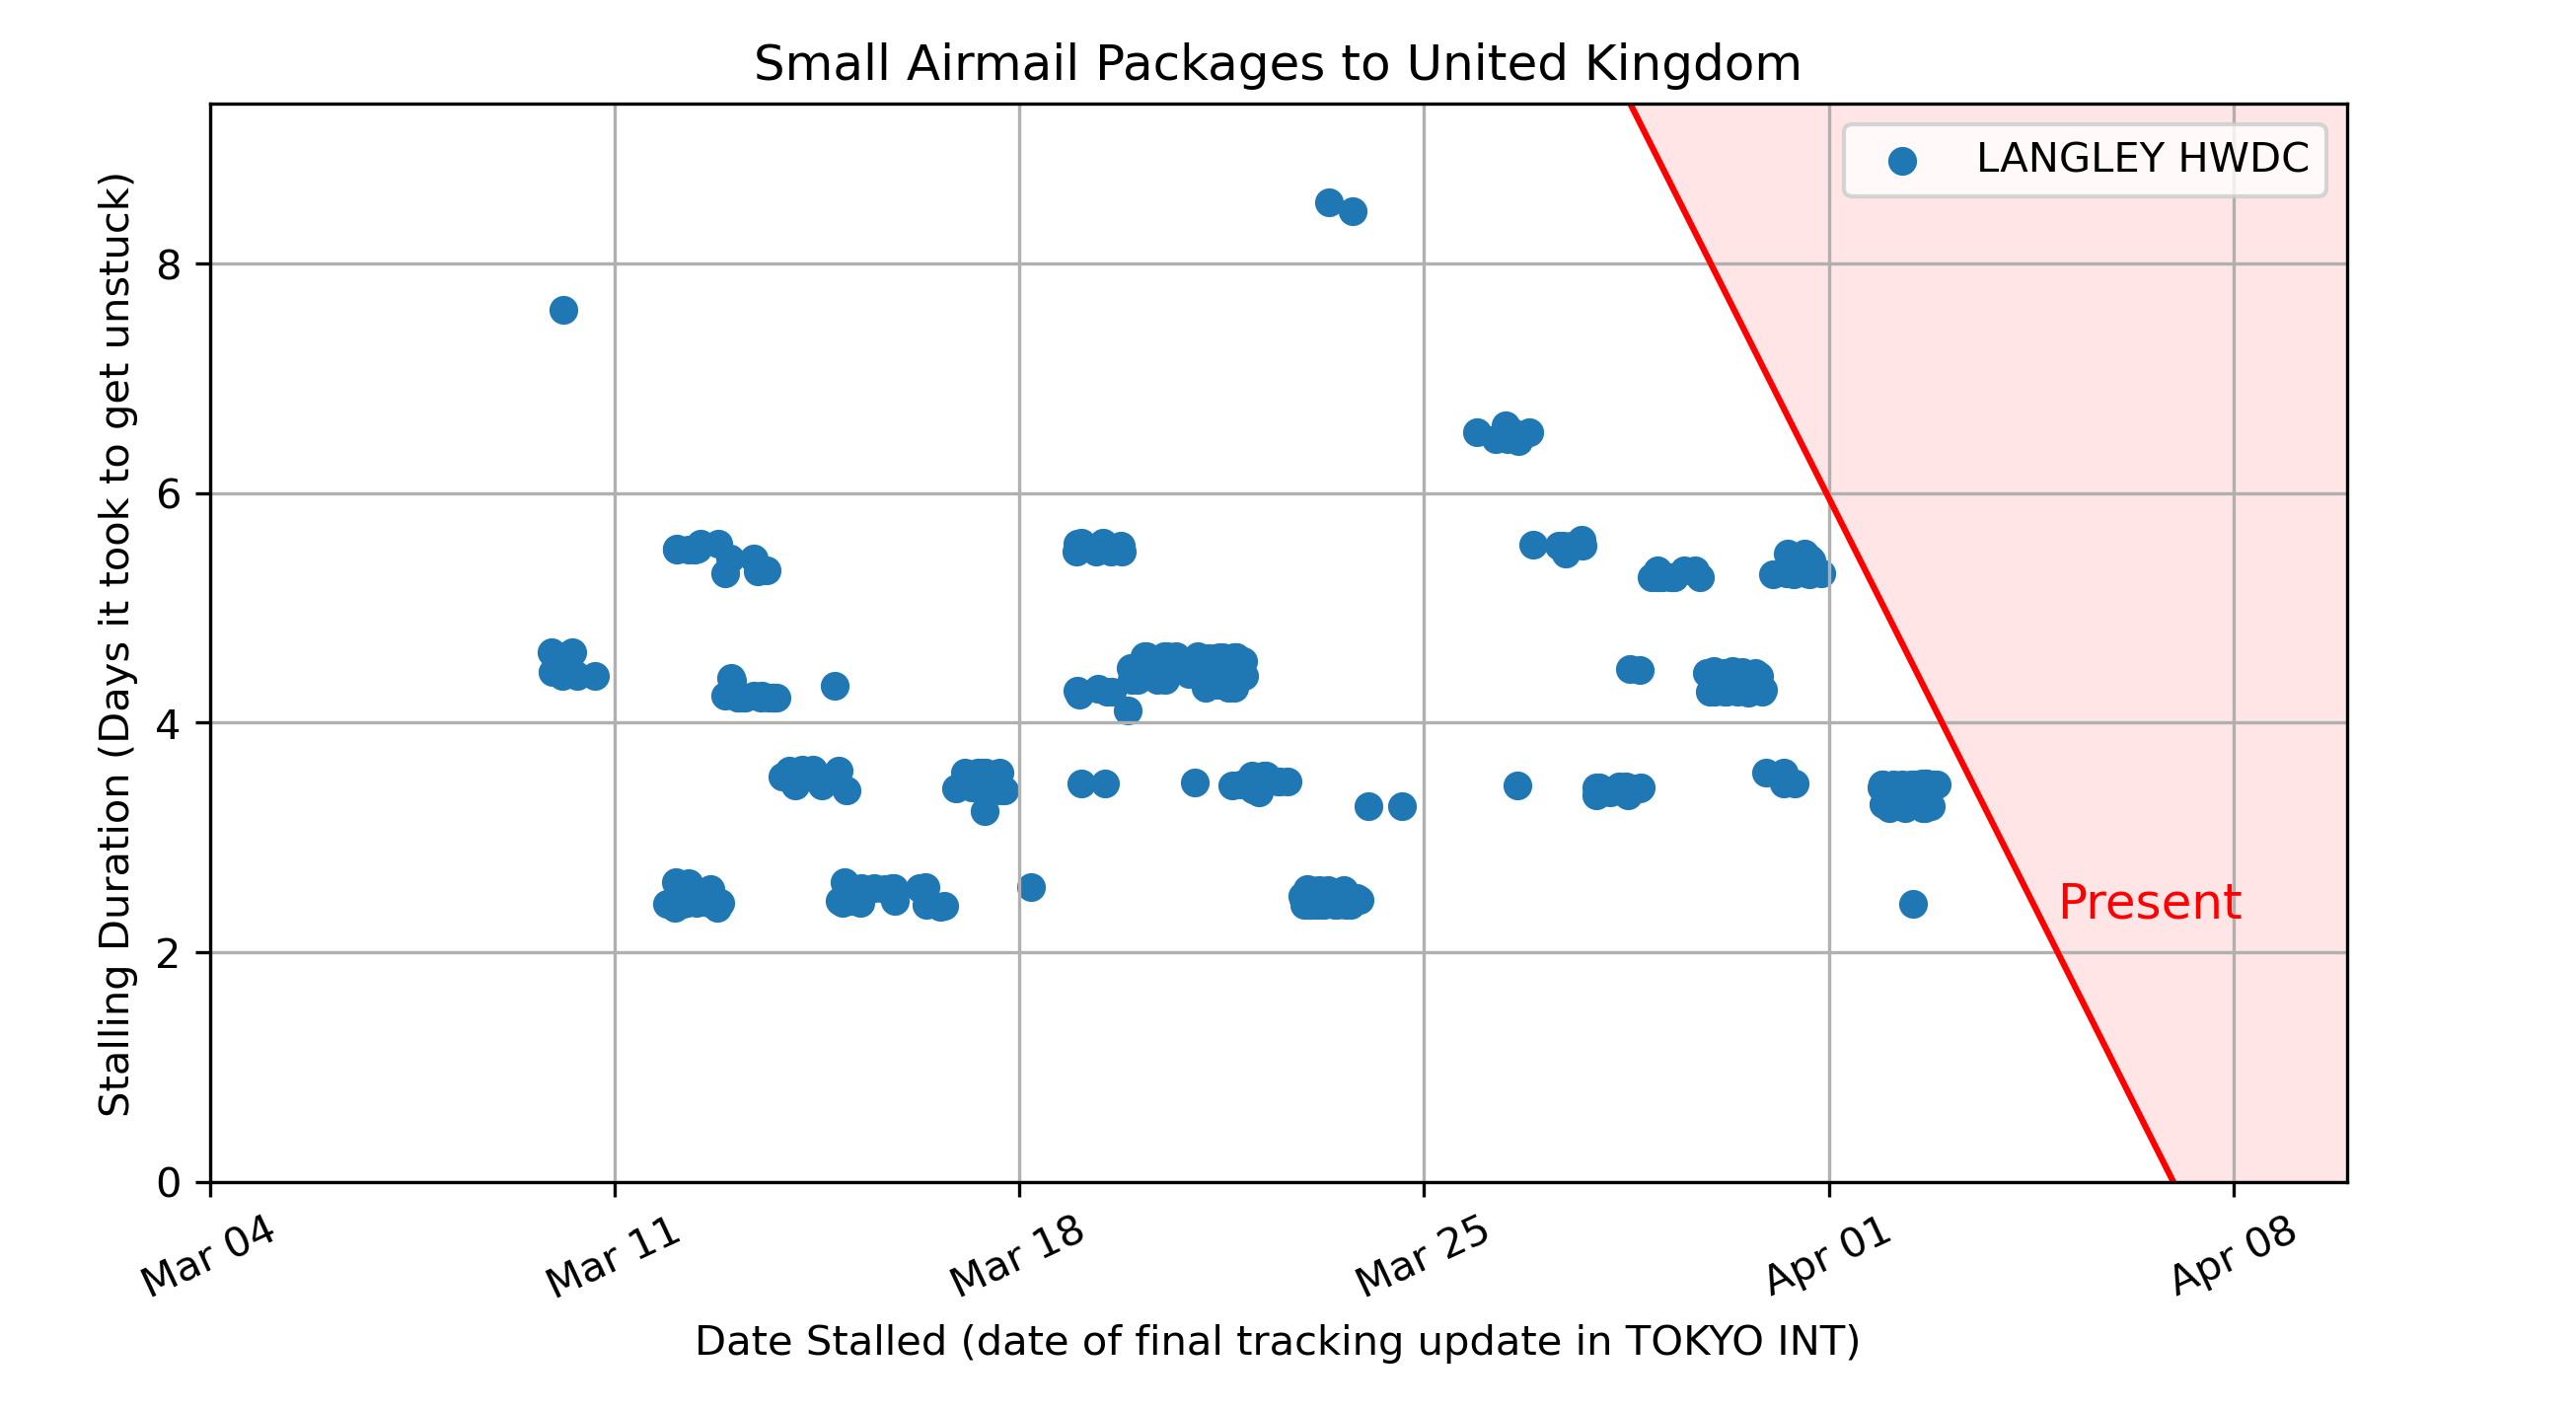 Small Airmail Packages to United Kingdom
LANGLEY HWDC
Stalling Duration (Days it took to get unstuck)
8
6
4
2
0
Present
Mar 04
Mar 11
Mar 18
Mar 25
Apr 01
Apr 08
Date Stalled (date of final tracking update in TOKYO INT)